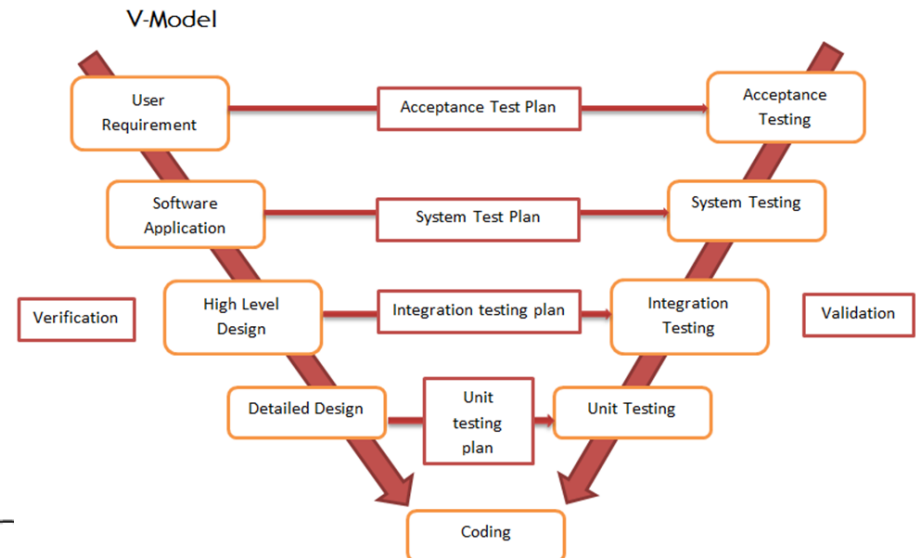 V-Model
User
Requirement
Acceptance Test Plan
Acceptance
Testing
Software
Application
System Test Plan
System Testing
Verification
High Level
Design
Integration testing plan
Integration
Testing
Validation
Detailed Design
Unit
testing
plan
Unit Testing
Coding